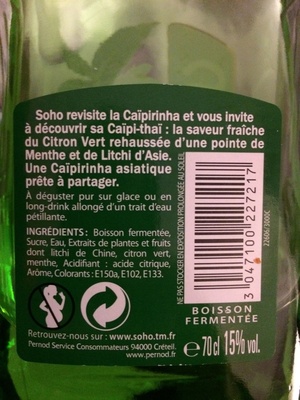 Soho revisite la Caïpirinha et vous invite
à découvrir sa Caïpi-thaï : la saveur fraîche
du Citron Vert rehaussée d'une pointe de
Menthe et de Litchi d'Asie.
Une Caïpirinha asiatique
prête à partager.
À déguster pur sur glace ou en
long-drink allongé d'un trait d'eau
pétillante.
INGRÉDIENTS : Boisson fermentée,
Sucre, Eau, Extraits de plantes et fruits
dont litchi de Chine, citron vert,
menthe, Acidifiant : acide citrique,
Arôme, Colorants : E150a, E102, E133.
Retrouvez-nous sur : www.soho.tm.fr
Pernod Service Consommateurs 94000 Créteil.
www.pernod.fr
NE PAS STOCKER EN EXPOSITION PROLONGÉE AU SOLEIL
3 047100 227217
22606/3000C
BOISSON
FERMENTÉE
e 70cl 15% vol.